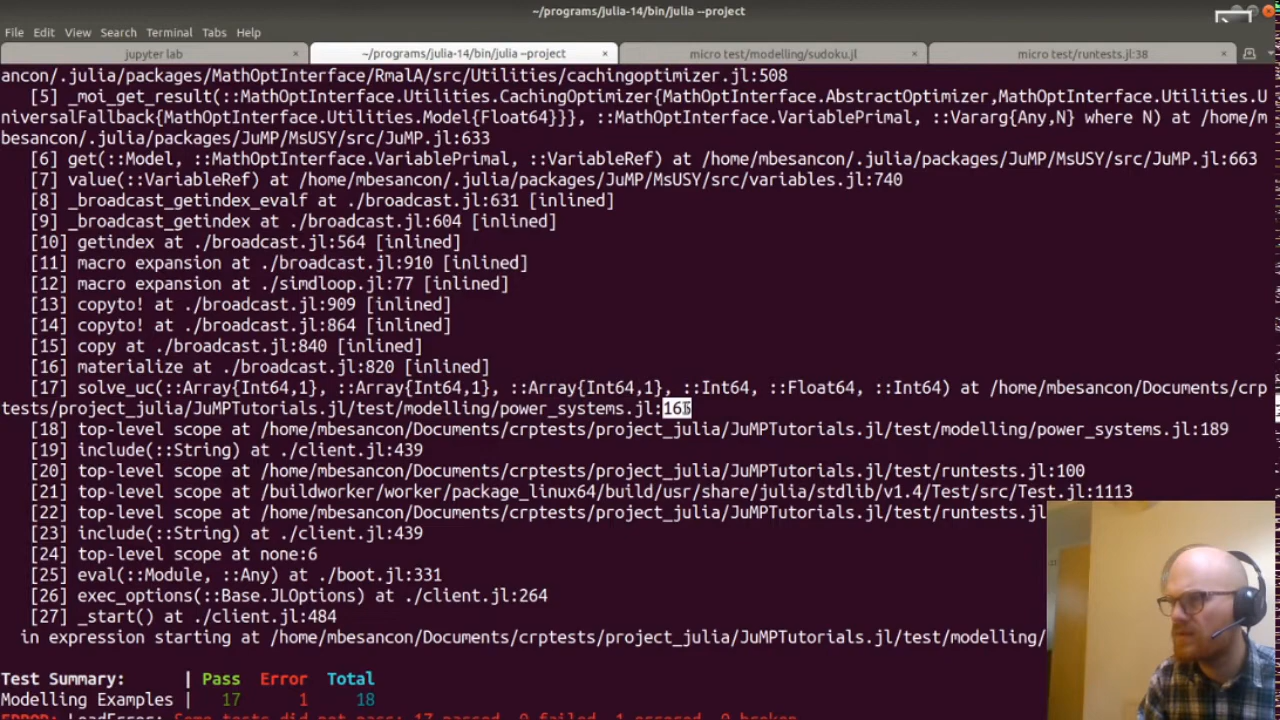 ~/programs/julia-14/bin/julia --project
File Edit View Search Terminal Tabs Help
jupyter lab × ~/programs/julia-14/bin/julia --project × micro test/modelling/sudoku.jl × micro test/runtests.jl:38 ×
ancon/.julia/packages/MathOptInterface/RmalA/src/Utilities/cachingoptimizer.jl:508
[5] _moi_get_result(::MathOptInterface.Utilities.CachingOptimizer{MathOptInterface.AbstractOptimizer,MathOptInterface.Utilities.U
niversalFallback{MathOptInterface.Utilities.Model{Float64}}}, ::MathOptInterface.VariablePrimal, ::Vararg{Any,N} where N) at /home/m
besancon/.julia/packages/JuMP/MsUSY/src/JuMP.jl:633
[6] get(::Model, ::MathOptInterface.VariablePrimal, ::VariableRef) at /home/mbesancon/.julia/packages/JuMP/MsUSY/src/JuMP.jl:663
[7] value(::VariableRef) at /home/mbesancon/.julia/packages/JuMP/MsUSY/src/variables.jl:740
[8] _broadcast_getindex_evalf at ./broadcast.jl:631 [inlined]
[9] _broadcast_getindex at ./broadcast.jl:604 [inlined]
[10] getindex at ./broadcast.jl:564 [inlined]
[11] macro expansion at ./broadcast.jl:910 [inlined]
[12] macro expansion at ./simdloop.jl:77 [inlined]
[13] copyto! at ./broadcast.jl:909 [inlined]
[14] copyto! at ./broadcast.jl:864 [inlined]
[15] copy at ./broadcast.jl:840 [inlined]
[16] materialize at ./broadcast.jl:820 [inlined]
[17] solve_uc(::Array{Int64,1}, ::Array{Int64,1}, ::Array{Int64,1}, ::Int64, ::Float64, ::Int64) at /home/mbesancon/Documents/crp
tests/project_julia/JuMPTutorials.jl/test/modelling/power_systems.jl:
[18] top-level scope at /home/mbesancon/Documents/crptests/project_julia/JuMPTutorials.jl/test/modelling/power_systems.jl:189
[19] include(::String) at ./client.jl:439
[20] top-level scope at /home/mbesancon/Documents/crptests/project_julia/JuMPTutorials.jl/test/runtests.jl:100
[21] top-level scope at /buildworker/worker/package_linux64/build/usr/share/julia/stdlib/v1.4/Test/src/Test.jl:1113
[22] top-level scope at /home/mbesancon/Documents/crptests/project_julia/JuMPTutorials.jl/test/runtests.jl
[23] include(::String) at ./client.jl:439
[24] top-level scope at none:6
[25] eval(::Module, ::Any) at ./boot.jl:331
[26] exec_options(::Base.JLOptions) at ./client.jl:264
[27] _start() at ./client.jl:484
in expression starting at /home/mbesancon/Documents/crptests/project_julia/JuMPTutorials.jl/test/modelling/
Test Summary: | Pass Error Total
Modelling Examples | 17 1 18
ERROR: LoadError: Some tests did not pass: 17 passed, 0 failed, 1 errored, 0 broken.